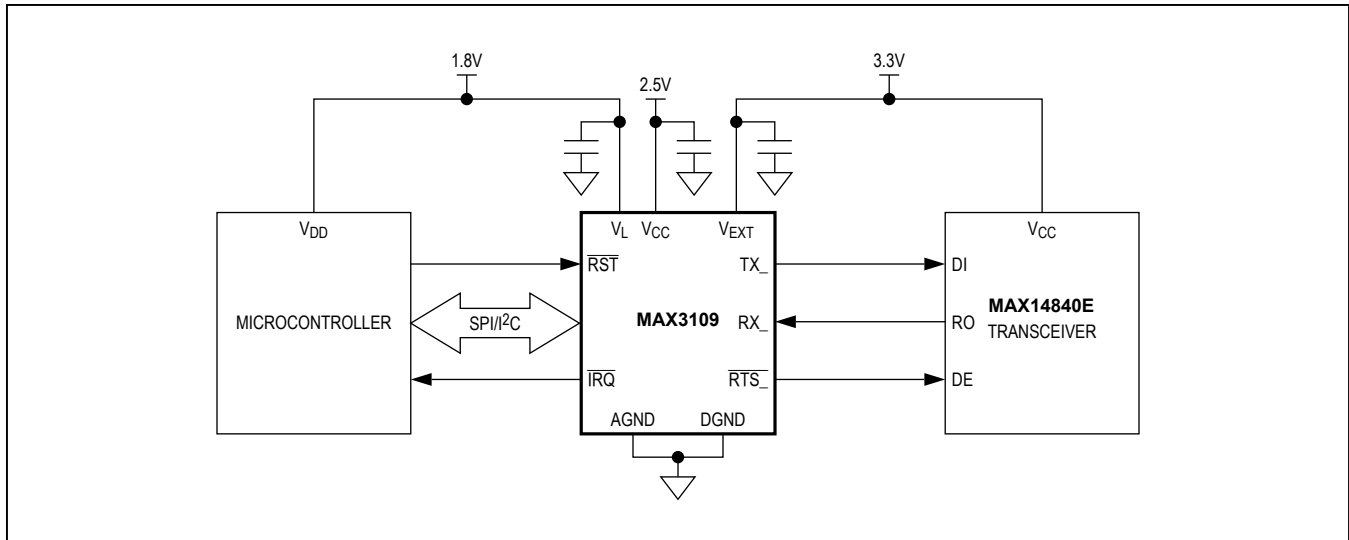 1.8V
2.5V
3.3V
VDD
VL
VCC
VEXT
VCC
RST
TX_
DI
MICROCONTROLLER
SPI/I²C
MAX3109
RX_
RO
MAX14840E
TRANSCEIVER
IRQ
RTS_
DE
AGND
DGND